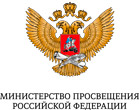 МИНИСТЕРСТВО ПРОСВЕЩЕНИЯ
РОССИЙСКОЙ ФЕДЕРАЦИИ